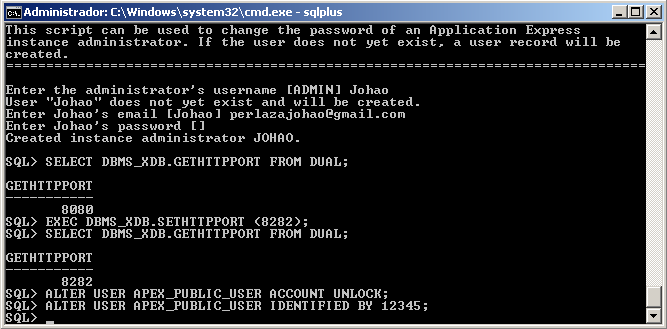 Administrador: C:\Windows\system32\cmd.exe - sqlplus
This script can be used to change the password of an Application Express
instance administrator. If the user does not yet exist, a user record will be
created.
================================================================================
Enter the administrator's username [ADMIN] Johao
User "Johao" does not yet exist and will be created.
Enter Johao's email [Johao] perlazajohao@gmail.com
Enter Johao's password []
Created instance administrator JOHAO.
SQL> SELECT DBMS_XDB.GETHTTPPORT FROM DUAL;
GETHTTPPORT
-----------
8080
SQL> EXEC DBMS_XDB.SETHTTPPORT (8282);
SQL> SELECT DBMS_XDB.GETHTTPPORT FROM DUAL;
GETHTTPPORT
-----------
8282
SQL> ALTER USER APEX_PUBLIC_USER ACCOUNT UNLOCK;
SQL> ALTER USER APEX_PUBLIC_USER IDENTIFIED BY 12345;
SQL> _